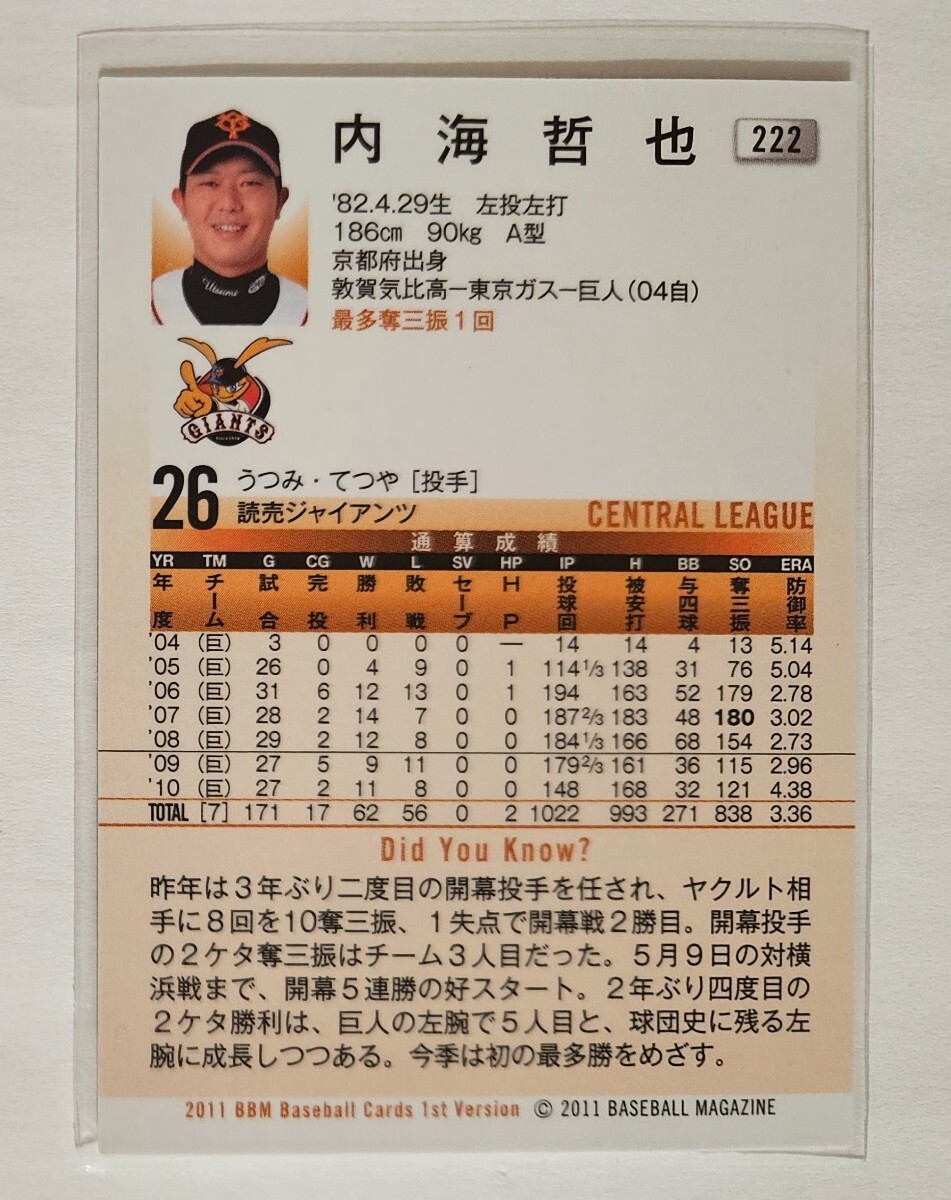 内海哲也 222
'82.4.29生 左投左打
186cm 90kg A型
京都府出身
敦賀気比高ー東京ガスー巨人(04自)
最多奪三振1回
Utsumi
GIANTS
26 うつみ・てつや [投手]
読売ジャイアンツ CENTRAL LEAGUE
通算成績
YR TM G CG W L SV HP IP H BB SO ERA
年度 チーム 試合 完投 勝利 敗戦 セーブ HP 投球回 被安打 与四球 奪三振 防御率
'04 (巨) 3 0 0 0 0 — 14 14 4 13 5.14
'05 (巨) 26 0 4 9 0 1 114 1/3 138 31 76 5.04
'06 (巨) 31 6 12 13 0 1 194 163 52 179 2.78
'07 (巨) 28 2 14 7 0 0 187 2/3 183 48 180 3.02
'08 (巨) 29 2 12 8 0 0 184 1/3 166 68 154 2.73
'09 (巨) 27 5 9 11 0 0 179 2/3 161 36 115 2.96
'10 (巨) 27 2 11 8 0 0 148 168 32 121 4.38
TOTAL [7] 171 17 62 56 0 2 1022 993 271 838 3.36
Did You Know?
昨年は3年ぶり二度目の開幕投手を任され、ヤクルト相
手に8回を10奪三振、1失点で開幕戦2勝目。開幕投手
の2ケタ奪三振はチーム3人目だった。5月9日の対横
浜戦まで、開幕5連勝の好スタート。2年ぶり四度目の
2ケタ勝利は、巨人の左腕で5人目と、球団史に残る左
腕に成長しつつある。今季は初の最多勝をめざす。
2011 BBM Baseball Cards 1st Version © 2011 BASEBALL MAGAZINE